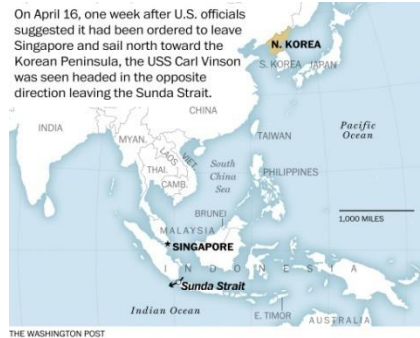 On April 16, one week after U.S. officials
suggested it had been ordered to leave
Singapore and sail north toward the
Korean Peninsula, the USS Carl Vinson
was seen headed in the opposite
direction leaving the Sunda Strait.
N. KOREA
S. KOREA
JAPAN
CHINA
INDIA
MYAN.
LAOS
VIET.
THAI.
CAMB.
TAIWAN
Pacific
Ocean
South
China
Sea
PHILIPPINES
BRUNEI
1,000 MILES
MALAYSIA
SINGAPORE
INDONESIA
Sunda Strait
Indian Ocean
E. TIMOR
AUSTRALIA
THE WASHINGTON POST